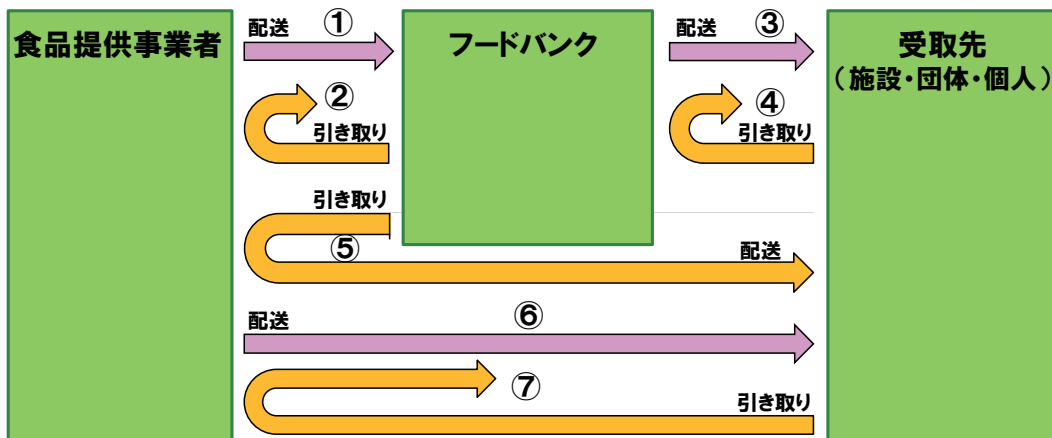 食品提供事業者
配送
①
フードバンク
配送
③
受取先
(施設・団体・個人)
②
引き取り
④
引き取り
引き取り
⑤
配送
配送
⑥
⑦
引き取り